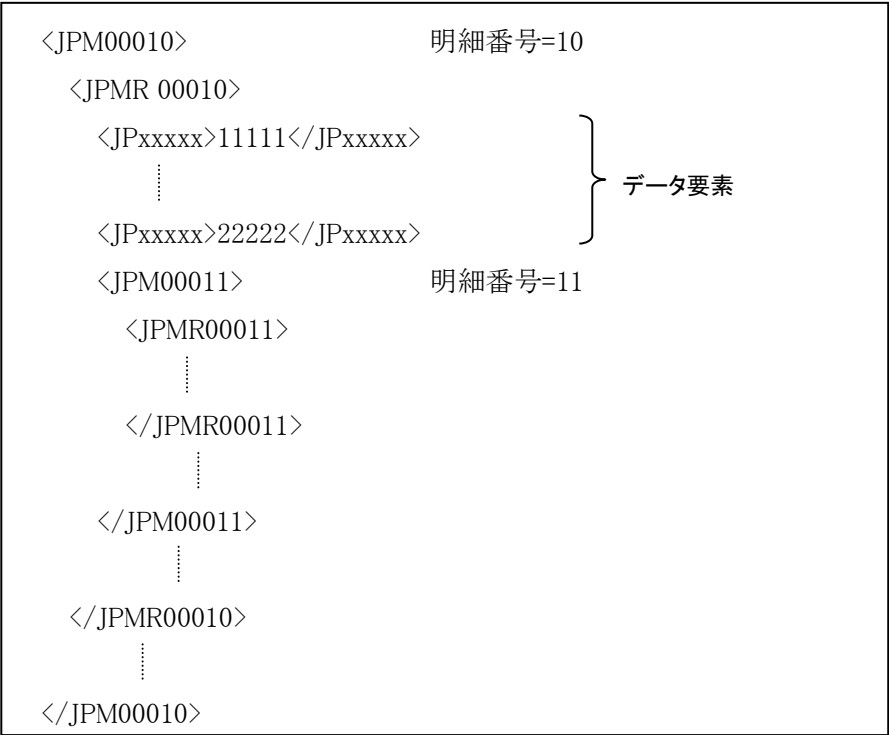 <JPM00010> 明細番号=10
<JPMR 00010>
<JPxxxxx>11111</JPxxxxx>
データ要素
<JPxxxxx>22222</JPxxxxx>
<JPM00011> 明細番号=11
<JPMR00011>
</JPMR00011>
</JPM00011>
</JPMR00010>
</JPM00010>